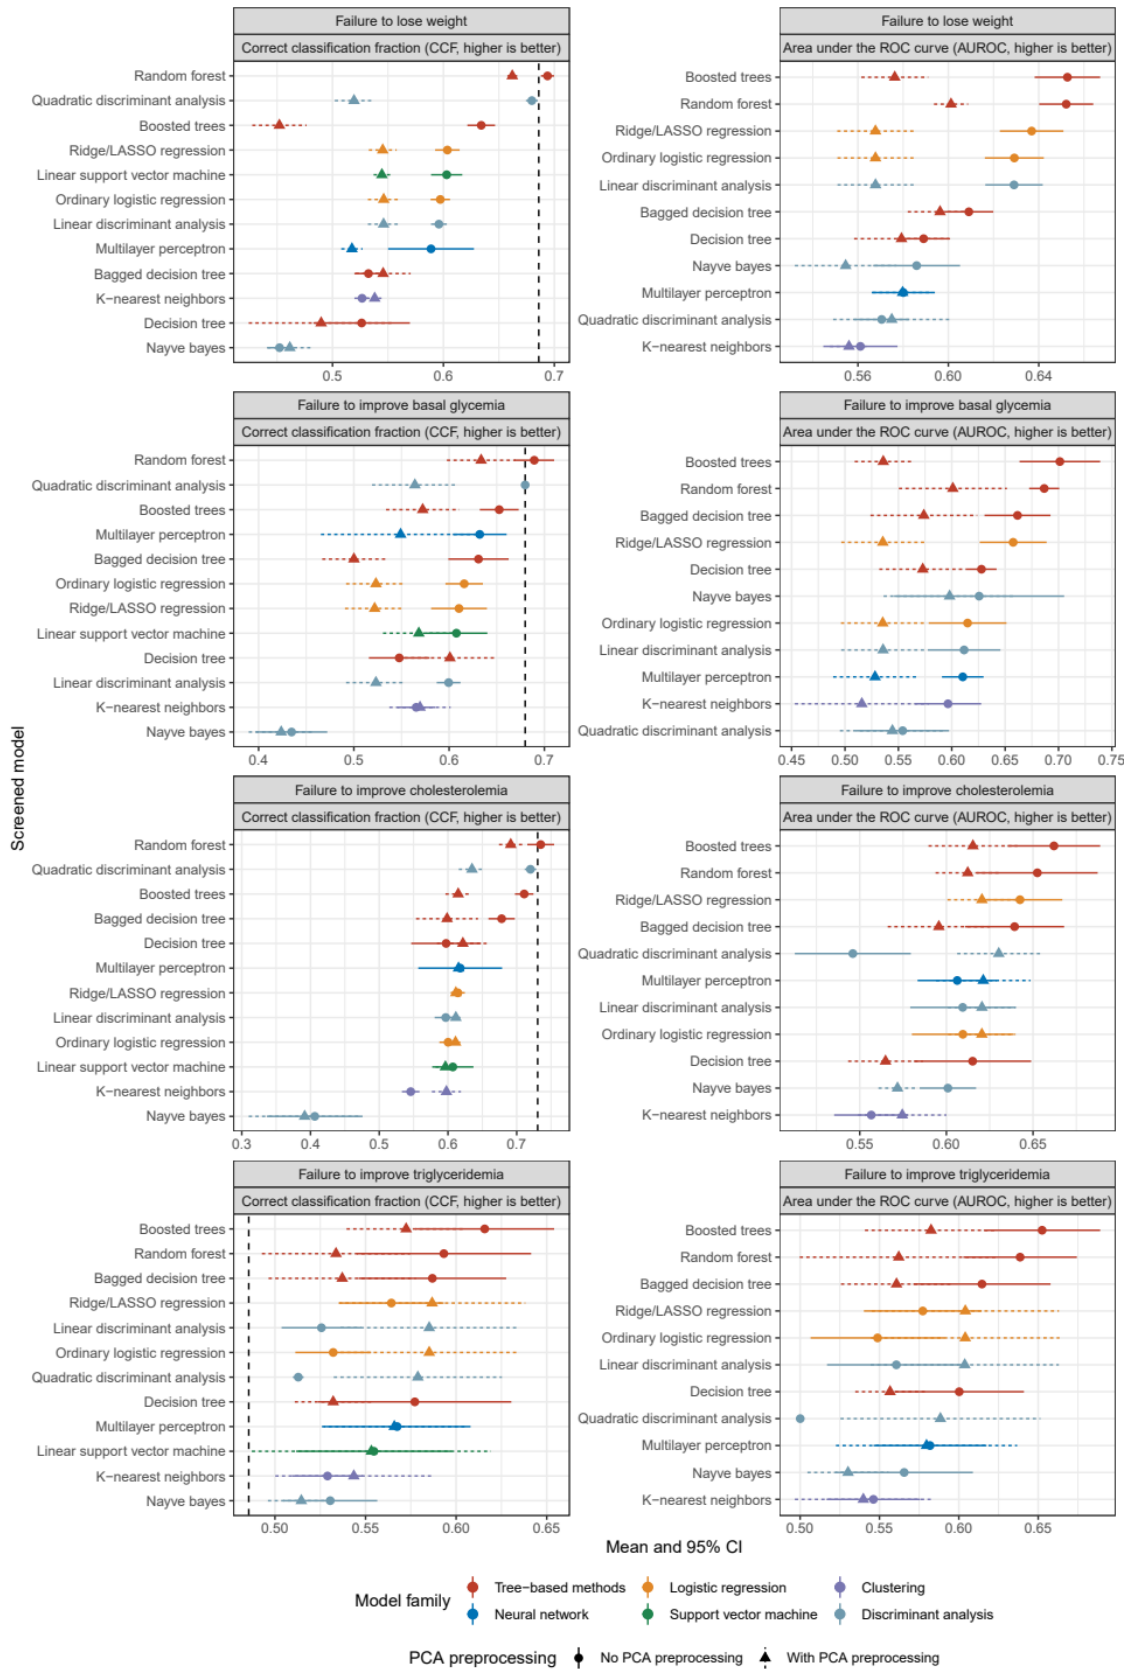 Failure to lose weight
Correct classification fraction (CCF, higher is better)
Random forest
Quadratic discriminant analysis
Boosted trees
Ridge/LASSO regression
Linear support vector machine
Ordinary logistic regression
Linear discriminant analysis
Multilayer perceptron
Bagged decision tree
K−nearest neighbors
Decision tree
Nayve bayes
0.5 0.6 0.7
Failure to lose weight
Area under the ROC curve (AUROC, higher is better)
Boosted trees
Random forest
Ridge/LASSO regression
Ordinary logistic regression
Linear discriminant analysis
Bagged decision tree
Decision tree
Nayve bayes
Multilayer perceptron
Quadratic discriminant analysis
K−nearest neighbors
0.56 0.60 0.64
Failure to improve basal glycemia
Correct classification fraction (CCF, higher is better)
Random forest
Quadratic discriminant analysis
Boosted trees
Multilayer perceptron
Bagged decision tree
Ordinary logistic regression
Ridge/LASSO regression
Linear support vector machine
Decision tree
Linear discriminant analysis
K−nearest neighbors
Nayve bayes
0.4 0.5 0.6 0.7
Failure to improve basal glycemia
Area under the ROC curve (AUROC, higher is better)
Boosted trees
Random forest
Bagged decision tree
Ridge/LASSO regression
Decision tree
Nayve bayes
Ordinary logistic regression
Linear discriminant analysis
Multilayer perceptron
K−nearest neighbors
Quadratic discriminant analysis
0.45 0.50 0.55 0.60 0.65 0.70 0.75
Screened model
Failure to improve cholesterolemia
Correct classification fraction (CCF, higher is better)
Random forest
Quadratic discriminant analysis
Boosted trees
Bagged decision tree
Decision tree
Multilayer perceptron
Ridge/LASSO regression
Linear discriminant analysis
Ordinary logistic regression
Linear support vector machine
K−nearest neighbors
Nayve bayes
0.3 0.4 0.5 0.6 0.7
Failure to improve cholesterolemia
Area under the ROC curve (AUROC, higher is better)
Boosted trees
Random forest
Ridge/LASSO regression
Bagged decision tree
Quadratic discriminant analysis
Multilayer perceptron
Linear discriminant analysis
Ordinary logistic regression
Decision tree
Nayve bayes
K−nearest neighbors
0.55 0.60 0.65
Failure to improve triglyceridemia
Correct classification fraction (CCF, higher is better)
Boosted trees
Random forest
Bagged decision tree
Ridge/LASSO regression
Linear discriminant analysis
Ordinary logistic regression
Quadratic discriminant analysis
Decision tree
Multilayer perceptron
Linear support vector machine
K−nearest neighbors
Nayve bayes
0.50 0.55 0.60 0.65
Failure to improve triglyceridemia
Area under the ROC curve (AUROC, higher is better)
Boosted trees
Random forest
Bagged decision tree
Ridge/LASSO regression
Ordinary logistic regression
Linear discriminant analysis
Decision tree
Quadratic discriminant analysis
Multilayer perceptron
Nayve bayes
K−nearest neighbors
0.50 0.55 0.60 0.65
Mean and 95% CI
Model family
Tree−based methods Logistic regression Clustering
Neural network Support vector machine Discriminant analysis
PCA preprocessing No PCA preprocessing With PCA preprocessing